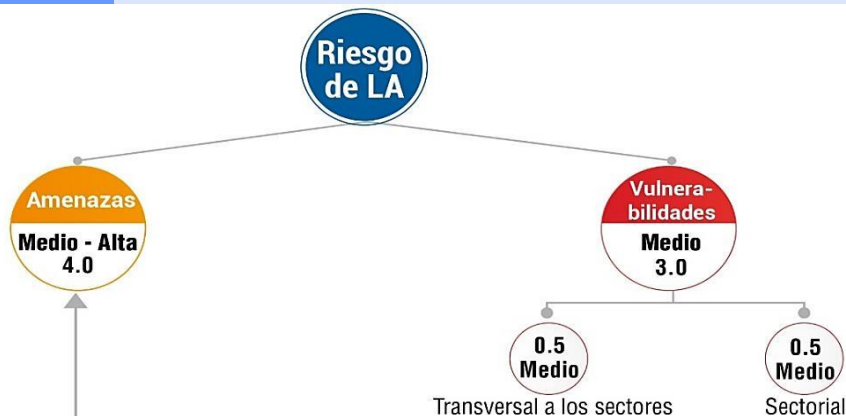 Riesgo
de LA
Amenazas
Medio - Alta
4.0
Vulnera-
bilidades
Medio
3.0
0.5
Medio
Transversal a los sectores
0.5
Medio
Sectorial